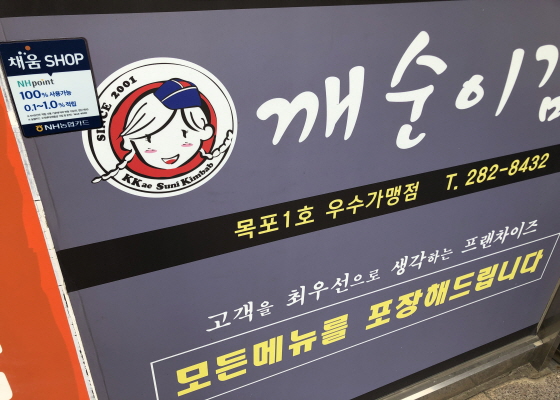 채움 SHOP
NHpoint
100% 사용가능
0.1~1.0% 적립
NH농협카드
SINCE 2001
KKae Suni Kimbab
깨순이김
목포1호 우수가맹점 T. 282-8432
고객을 최우선으로 생각하는 프랜차이즈
모든메뉴를 포장해드립니다